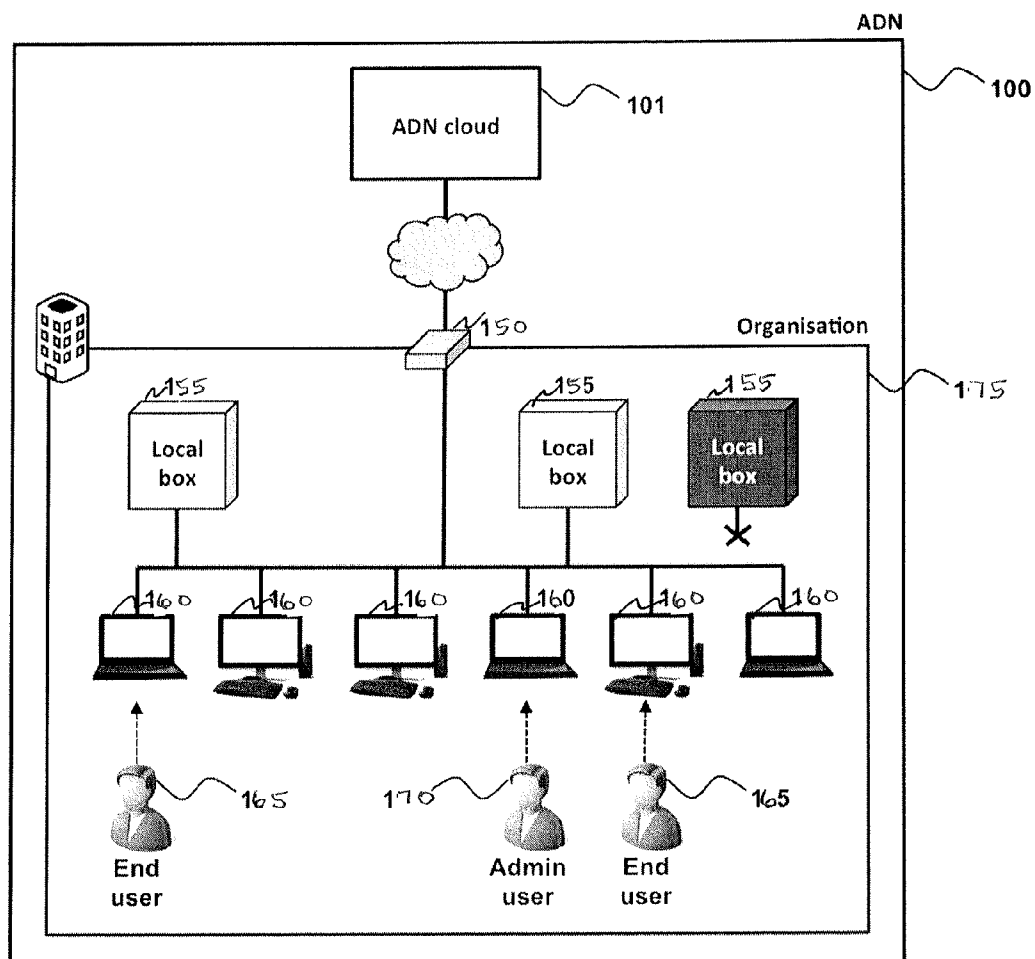 ADN
100
101
ADN cloud
150
Organisation
175
155
155
155
Local
box
Local
box
Local
box
160
160
160
160
160
160
165
170
165
End
user
Admin
user
End
user